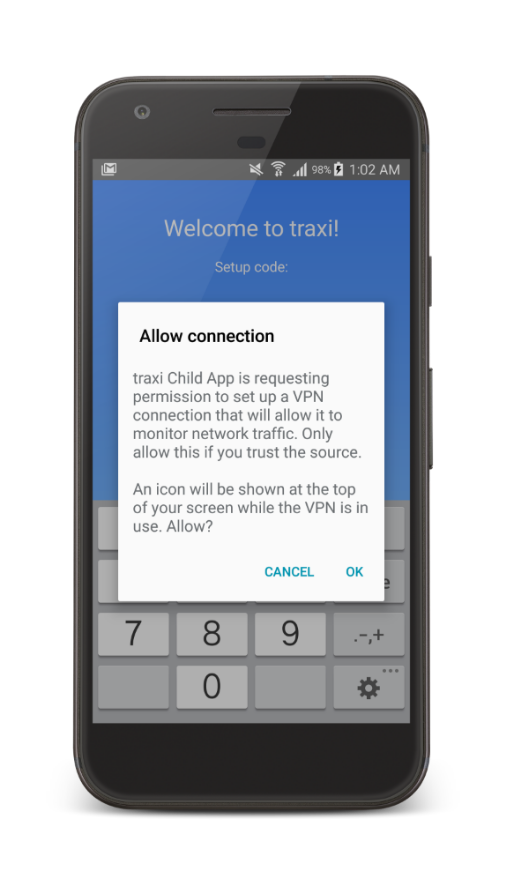 98% 1:02 AM
Welcome to traxi!
Setup code:
Allow connection
traxi Child App is requesting
permission to set up a VPN
connection that will allow it to
monitor network traffic. Only
allow this if you trust the source.
An icon will be shown at the top
of your screen while the VPN is in
use. Allow?
CANCEL OK
e
7 8 9 .-,+
0